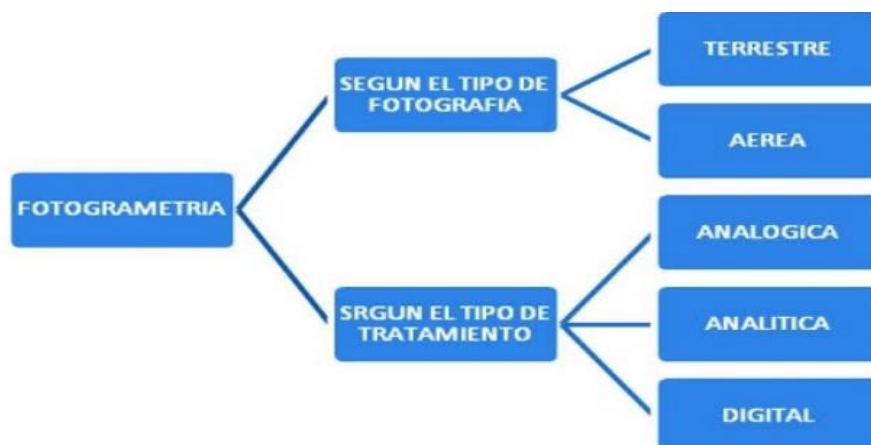 FOTOGRAMETRIA
SEGUN EL TIPO DE
FOTOGRAFIA
TERRESTRE
AEREA
SRGUN EL TIPO DE
TRATAMIENTO
ANALOGICA
ANALITICA
DIGITAL